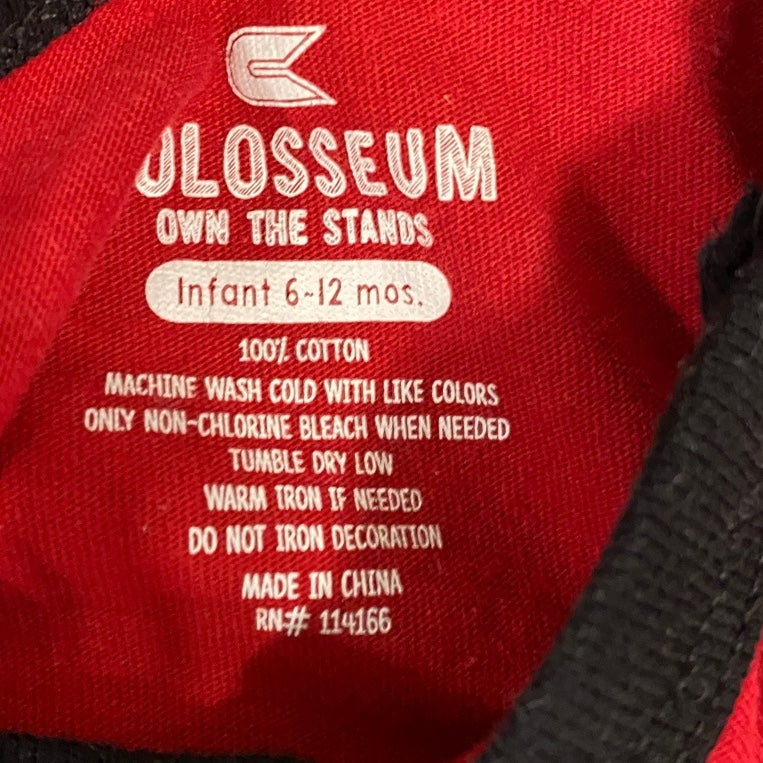 COLOSSEUM
OWN THE STANDS
Infant 6~12 mos.
100% COTTON
MACHINE WASH COLD WITH LIKE COLORS
ONLY NON-CHLORINE BLEACH WHEN NEEDED
TUMBLE DRY LOW
WARM IRON IF NEEDED
DO NOT IRON DECORATION
MADE IN CHINA
RN# 114166